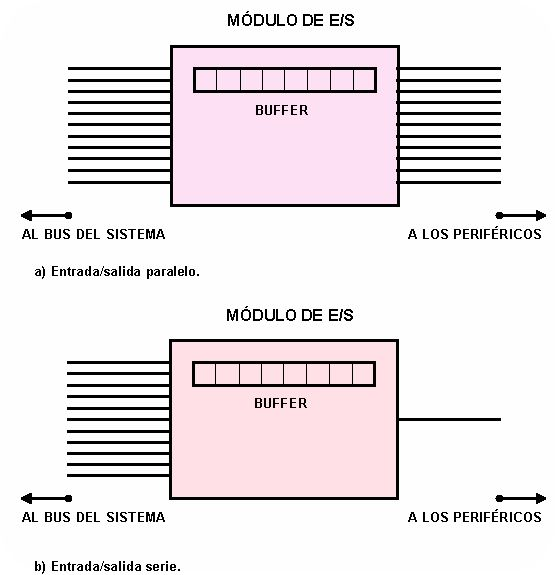 MÓDULO DE E/S
BUFFER
AL BUS DEL SISTEMA
A LOS PERIFÉRICOS
a) Entrada/salida paralelo.
MÓDULO DE E/S
BUFFER
AL BUS DEL SISTEMA
A LOS PERIFÉRICOS
b) Entrada/salida serie.